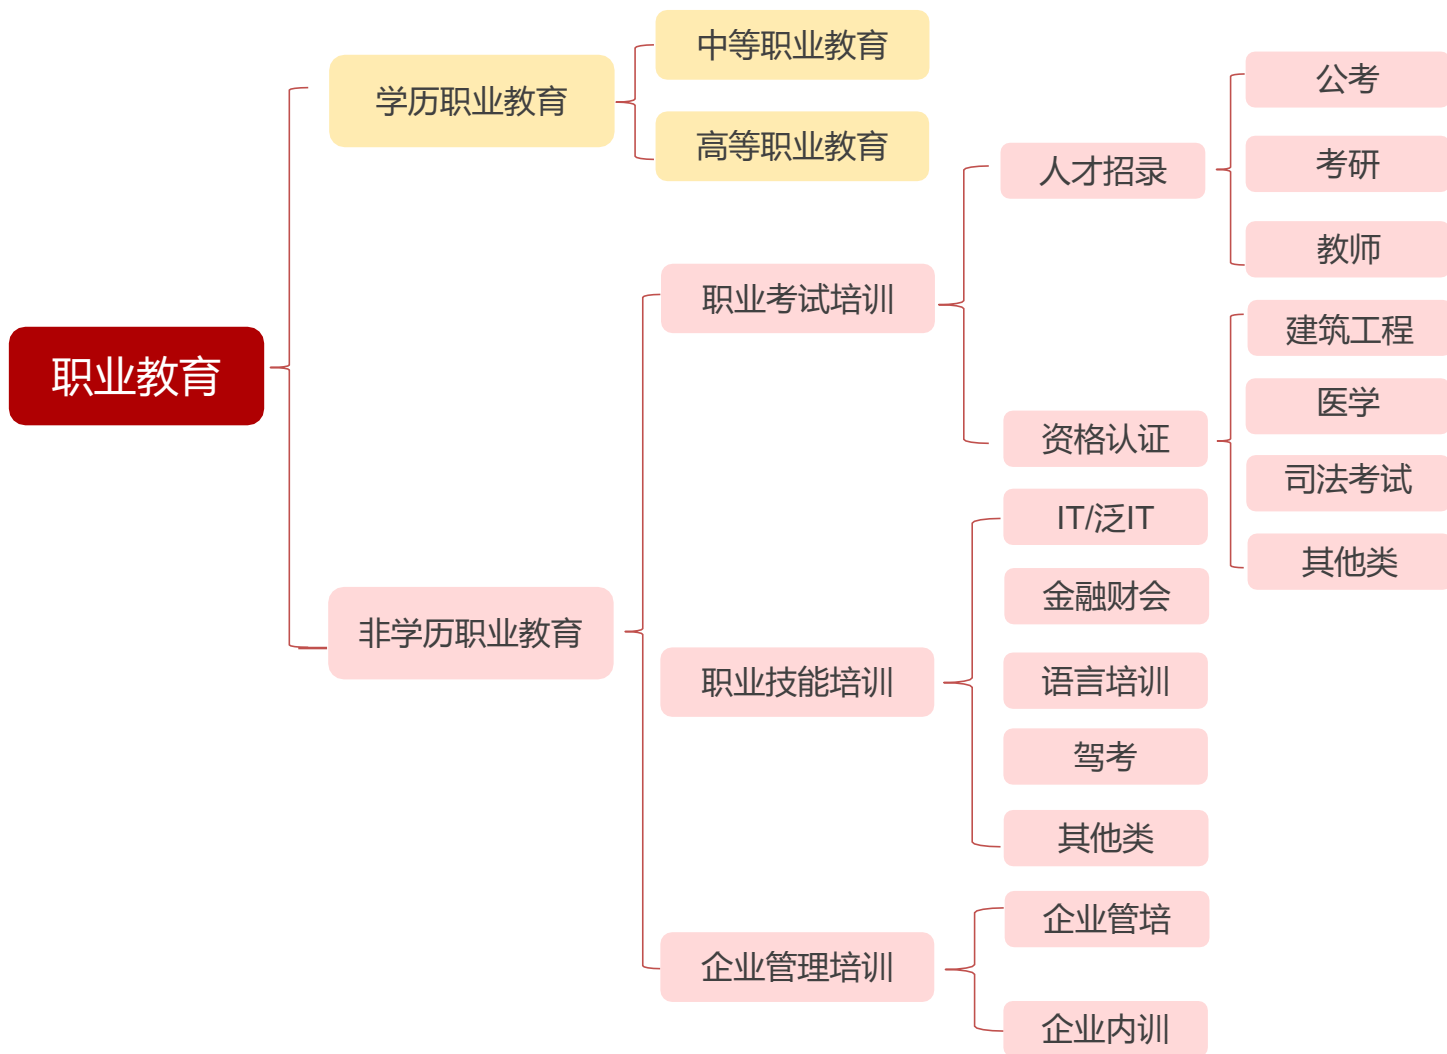 职业教育
学历职业教育
中等职业教育
高等职业教育
非学历职业教育
职业考试培训
人才招录
公考
考研
教师
资格认证
建筑工程
医学
司法考试
其他类
职业技能培训
IT/泛IT
金融财会
语言培训
驾考
其他类
企业管理培训
企业管培
企业内训